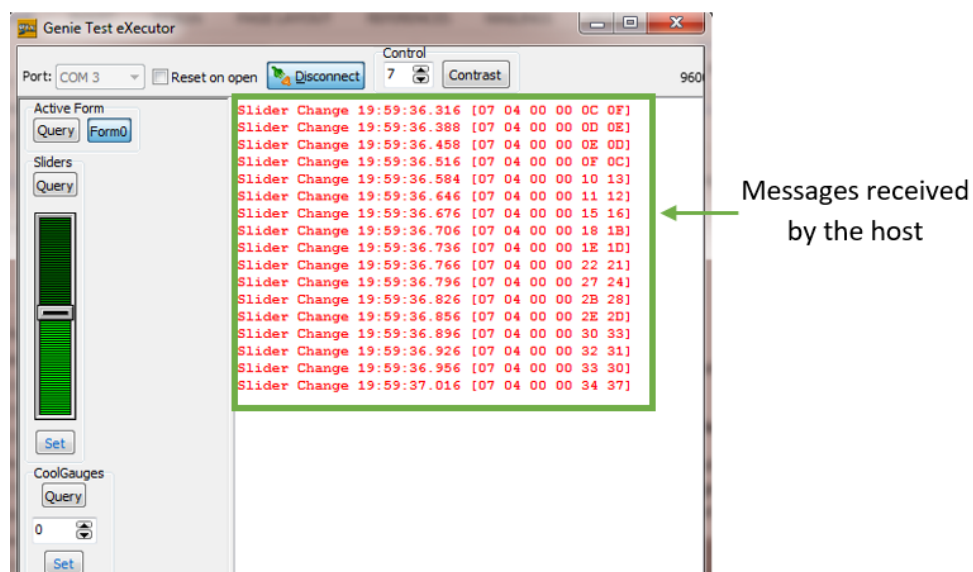 Genie Test eXecutor
Control
Port: COM 3 Reset on open Disconnect 7 Contrast 960
Active Form
Query Form0
Sliders
Query
Set
CoolGauges
Query
0
Set
Slider Change 19:59:36.316 [07 04 00 00 0C 0F]
Slider Change 19:59:36.388 [07 04 00 00 0D 0E]
Slider Change 19:59:36.458 [07 04 00 00 0E 0D]
Slider Change 19:59:36.516 [07 04 00 00 0F 0C]
Slider Change 19:59:36.584 [07 04 00 00 10 13]
Slider Change 19:59:36.646 [07 04 00 00 11 12]
Slider Change 19:59:36.676 [07 04 00 00 15 16]
Slider Change 19:59:36.706 [07 04 00 00 18 1B]
Slider Change 19:59:36.736 [07 04 00 00 1E 1D]
Slider Change 19:59:36.766 [07 04 00 00 22 21]
Slider Change 19:59:36.796 [07 04 00 00 27 24]
Slider Change 19:59:36.826 [07 04 00 00 2B 28]
Slider Change 19:59:36.856 [07 04 00 00 2E 2D]
Slider Change 19:59:36.896 [07 04 00 00 30 33]
Slider Change 19:59:36.926 [07 04 00 00 32 31]
Slider Change 19:59:36.956 [07 04 00 00 33 30]
Slider Change 19:59:37.016 [07 04 00 00 34 37]
Messages received
by the host